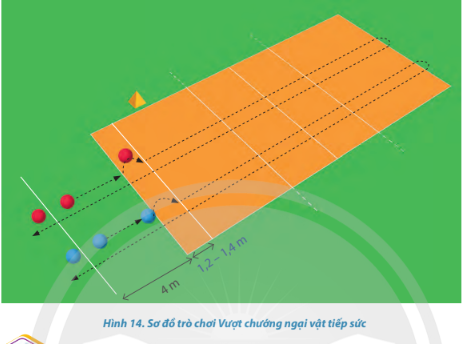 1,2 – 1,4 m
4 m
Hình 14. Sơ đồ trò chơi Vượt chướng ngại vật tiếp sức